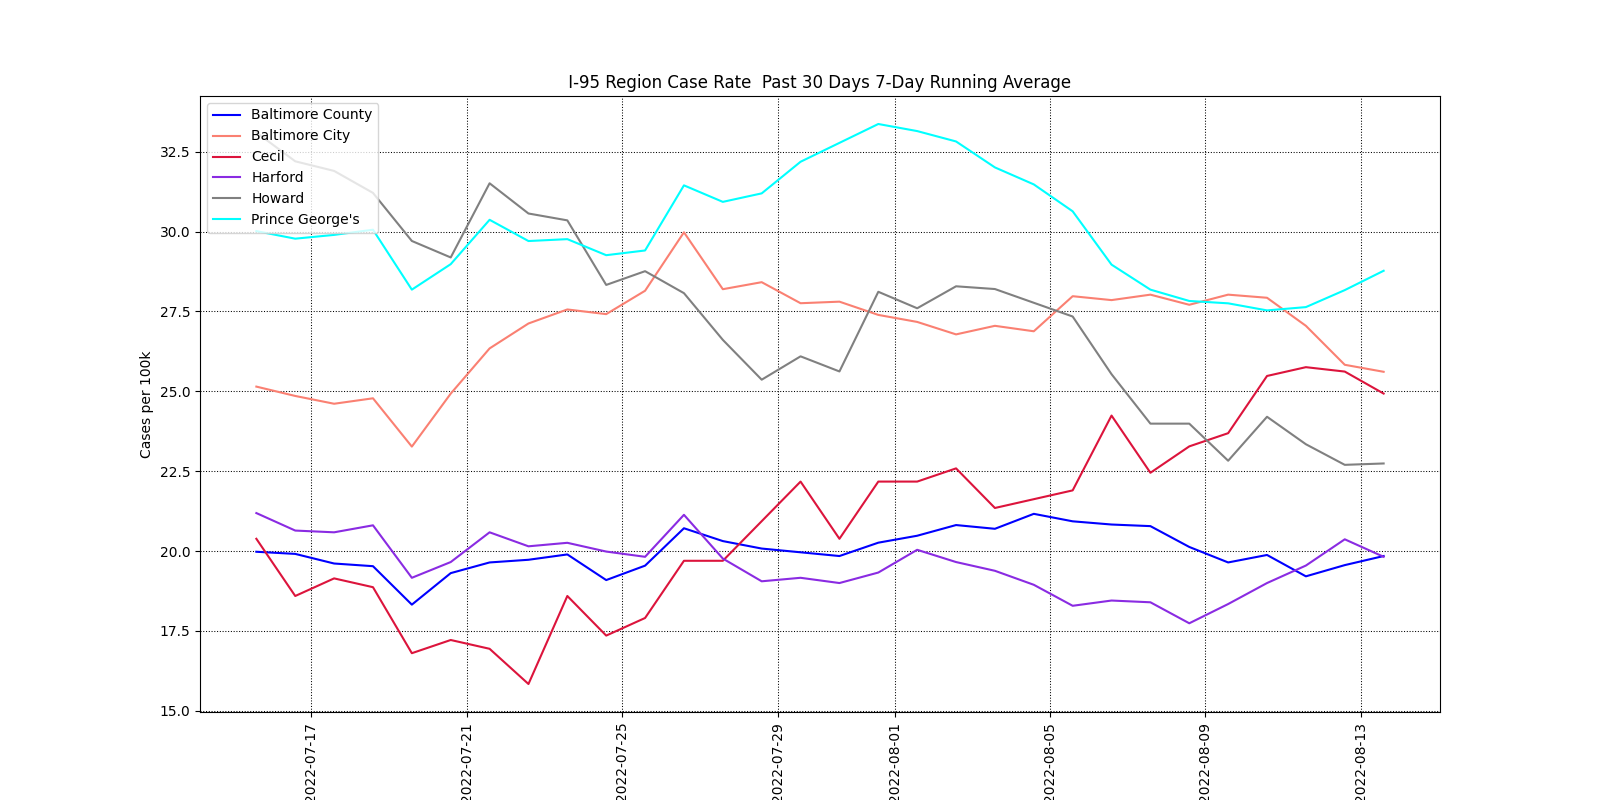 I-95 Region Case Rate  Past 30 Days 7-Day Running Average
Baltimore County
Baltimore City
Cecil
Harford
Howard
Prince George's
Cases per 100k
32.5
30.0
27.5
25.0
22.5
20.0
17.5
15.0
2022-07-17
2022-07-21
2022-07-25
2022-07-29
2022-08-01
2022-08-05
2022-08-09
2022-08-13